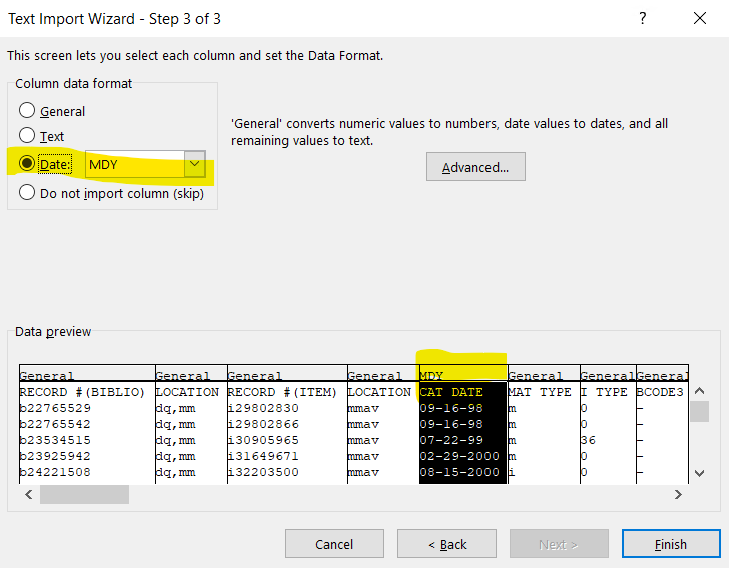 Text Import Wizard - Step 3 of 3
? ×
This screen lets you select each column and set the Data Format.
Column data format
General
Text
Date: MDY
Do not import column (skip)
'General' converts numeric values to numbers, date values to dates, and all
remaining values to text.
Advanced...
Data preview
General General General General MDY General General General
RECORD #(BIBLIO) LOCATION RECORD #(ITEM) LOCATION CAT DATE MAT TYPE I TYPE BCODE3
b22765529 dq,mm i29802830 mmav 09-16-98 m 0 -
b22765542 dq,mm i29802866 mmav 09-16-98 m 0 -
b23534515 dq,mm i30905965 mmav 07-22-99 m 36 -
b23925942 dq,mm i31649671 mmav 02-29-2000 m 0 -
b24221508 dq,mm i32203500 mmav 08-15-2000 i 0 -
Cancel < Back Next > Finish